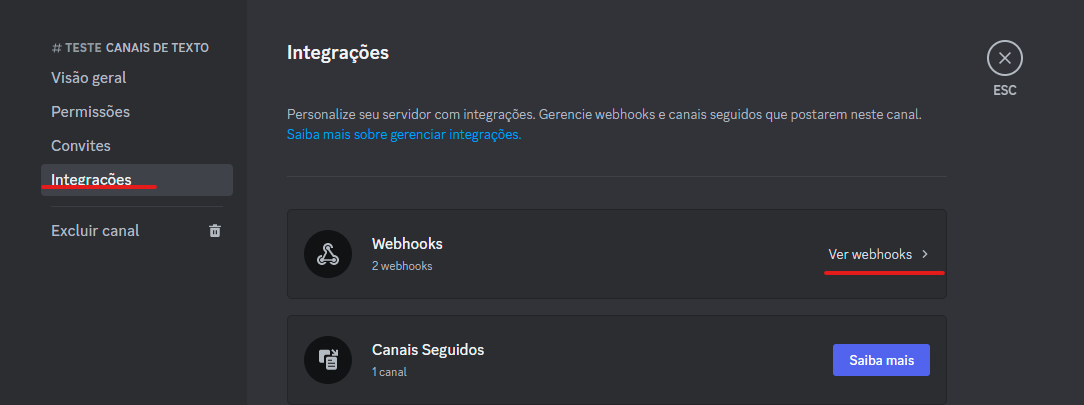 # TESTE CANAIS DE TEXTO
Visão geral
Permissões
Convites
Integrações
Excluir canal
Integrações
Personalize seu servidor com integrações. Gerencie webhooks e canais seguidos que postarem neste canal.
Saiba mais sobre gerenciar integrações.
ESC
Webhooks
2 webhooks
Ver webhooks
Canais Seguidos
1 canal
Saiba mais